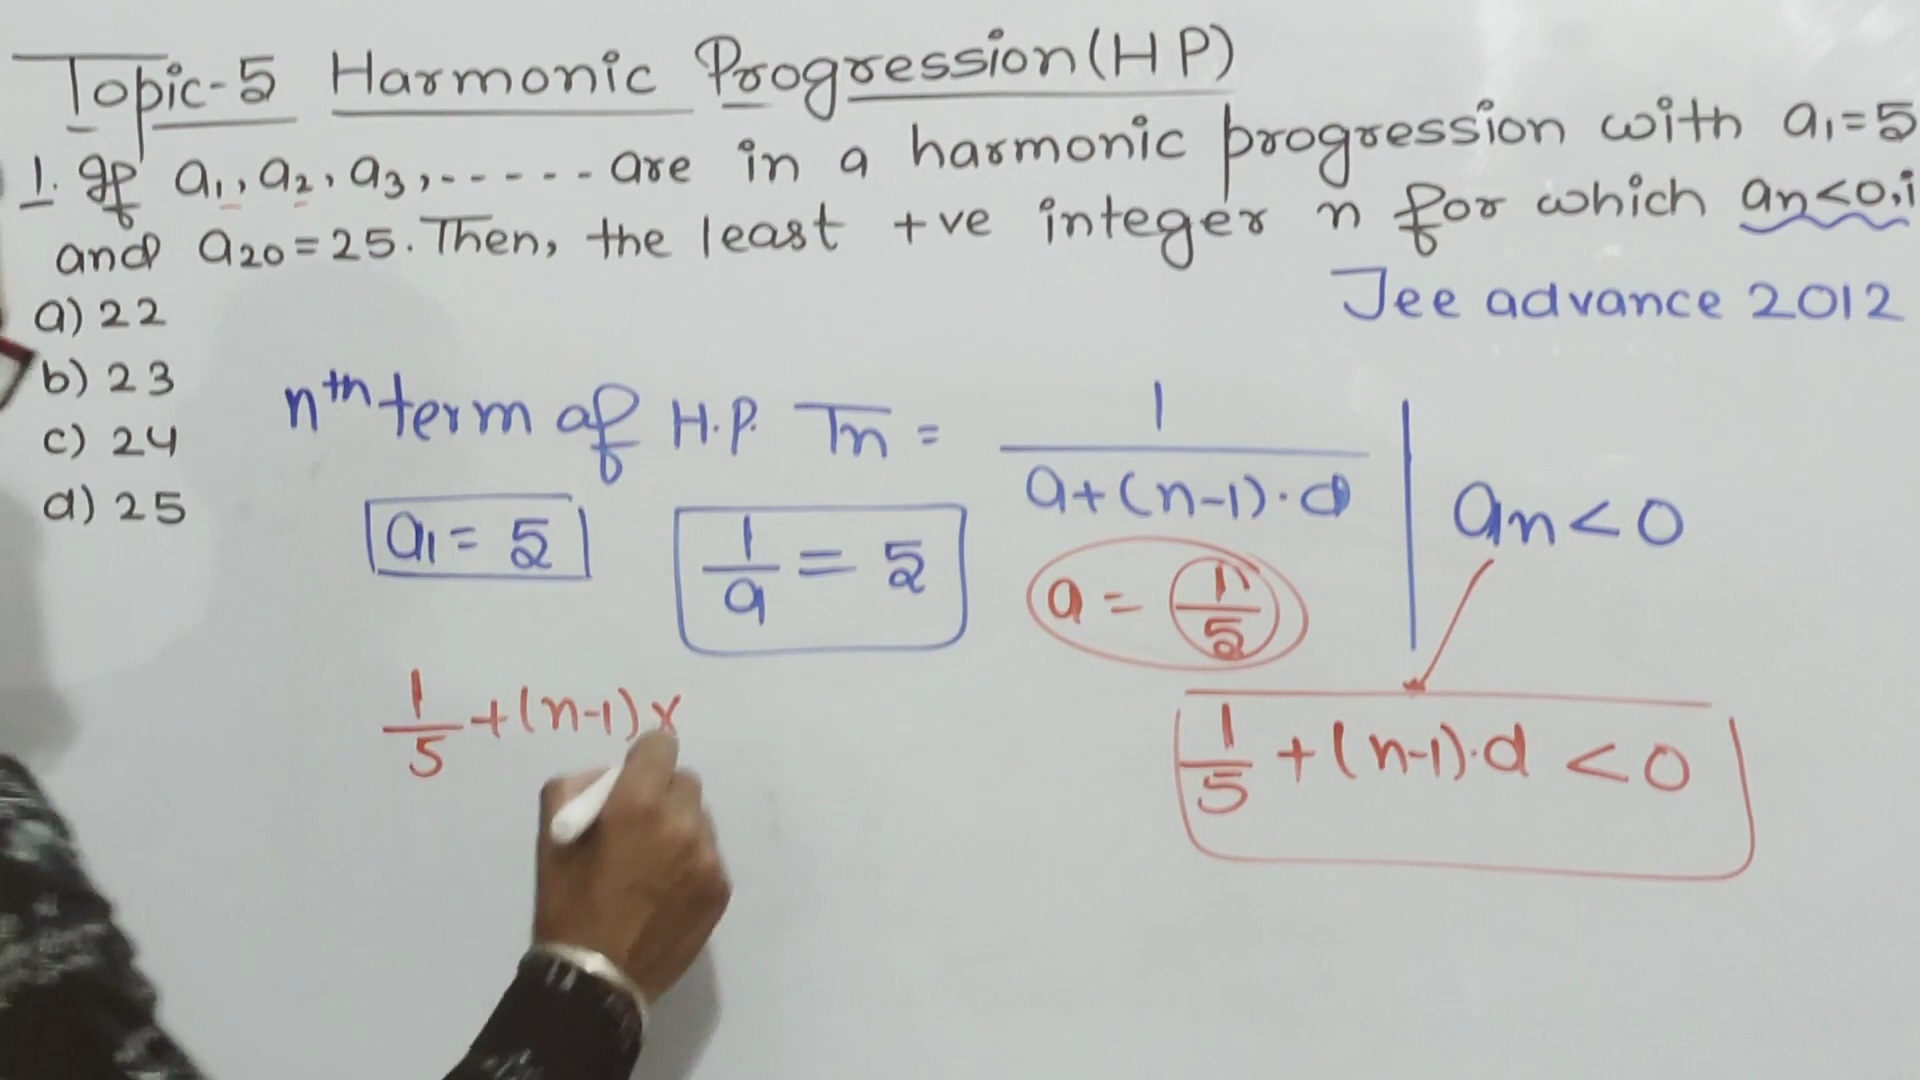 Topic-5 Harmonic Progression(HP)
1. If a₁, a₂, a₃,------ are in a harmonic progression with a₁=5
and a₂₀=25. Then, the least +ve integer n for which aₙ<0, i
Jee advance 2012
a) 22
b) 23
c) 24
d) 25
nth term of H.P. Tn = 1/(a+(n-1)·d)
a₁ = 5
1/a = 5
a = 1/5
aₙ < 0
1/5 + (n-1) x
1/5 + (n-1)·d < 0